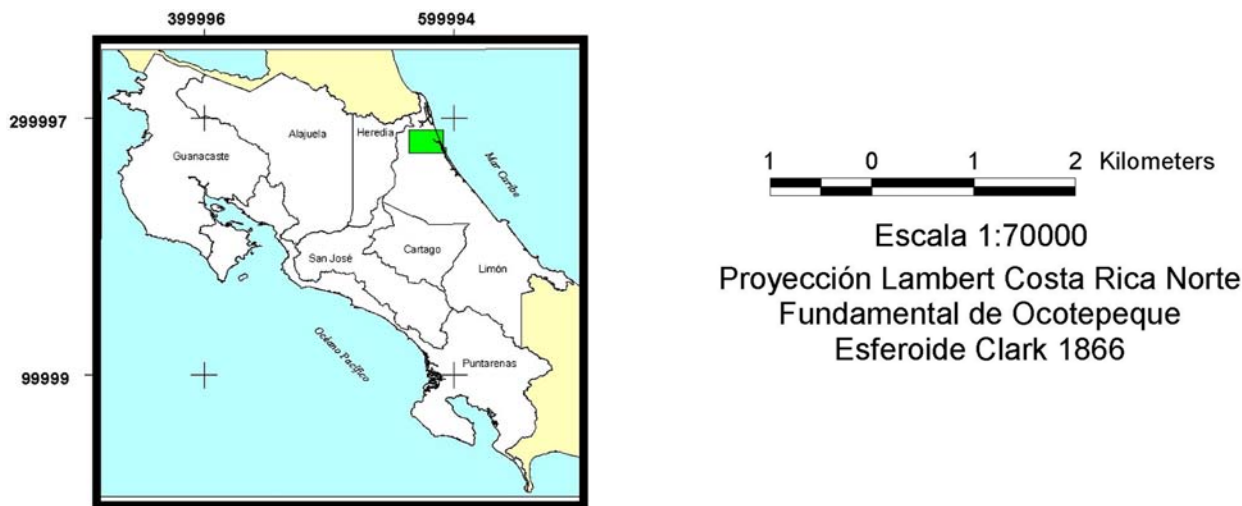 399996 599994
299997
99999
Alajuela
Heredia
Guanacaste
Mar Caribe
Cartago
San José
Limón
Océano Pacífico
Puntarenas
1 0 1 2 Kilometers
Escala 1:70000
Proyección Lambert Costa Rica Norte
Fundamental de Ocotepeque
Esferoide Clark 1866